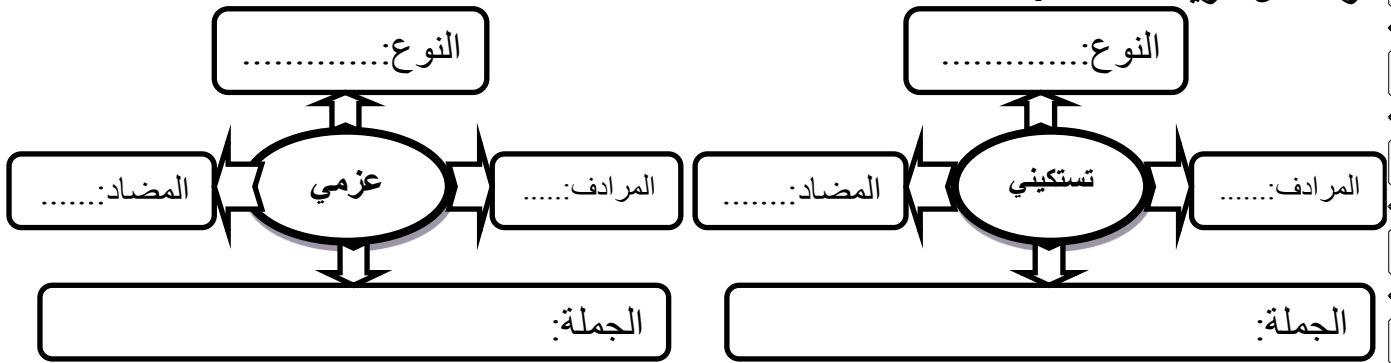 النوع:..............
النوع:..............
المرادف:......
تستكيني
المضاد:.......
المرادف:......
عزمي
المضاد:.......
الجملة:
الجملة: